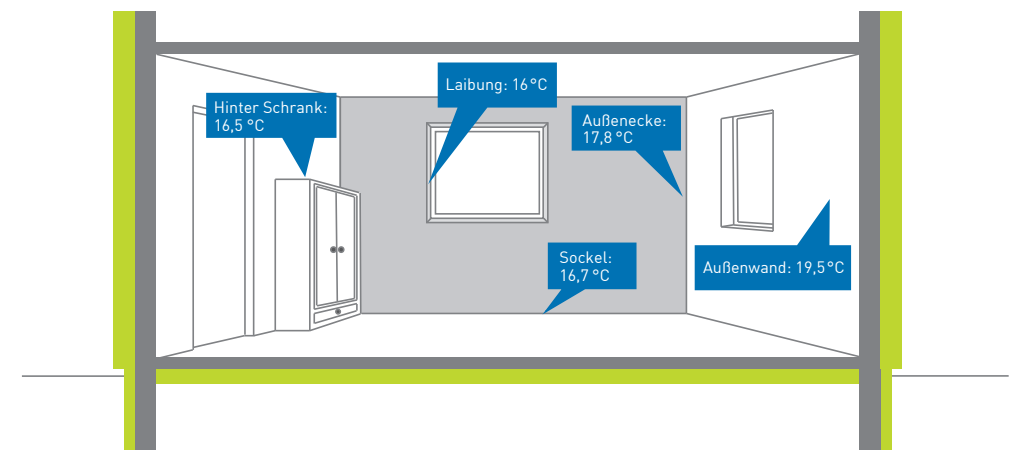 Laibung: 16 °C
Hinter Schrank:
16,5 °C
Außenecke:
17,8 °C
Sockel:
16,7 °C
Außenwand: 19,5 °C